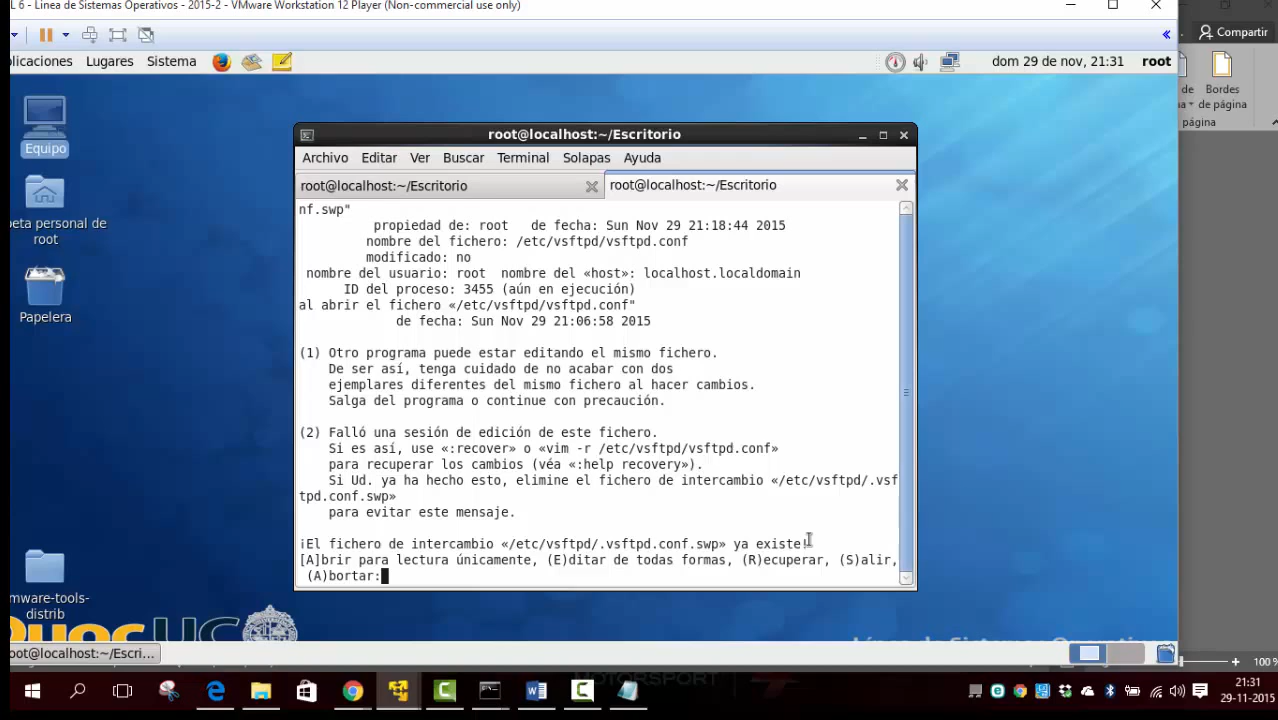 L 6 - Linea de Sistemas Operativos - 2015-2 - VMware Workstation 12 Player (Non-commercial use only)
Compartir
plicaciones Lugares Sistema dom 29 de nov, 21:31 root
de Bordes
de página
página
Equipo
peta personal de
root
Papelera
mware-tools-
distrib
root@localhost:~/Escritorio
Archivo Editar Ver Buscar Terminal Solapas Ayuda
root@localhost:~/Escritorio root@localhost:~/Escritorio
nf.swp"
propiedad de: root de fecha: Sun Nov 29 21:18:44 2015
nombre del fichero: /etc/vsftpd/vsftpd.conf
modificado: no
nombre del usuario: root nombre del «host»: localhost.localdomain
ID del proceso: 3455 (aún en ejecución)
al abrir el fichero «/etc/vsftpd/vsftpd.conf"
de fecha: Sun Nov 29 21:06:58 2015
(1) Otro programa puede estar editando el mismo fichero.
De ser así, tenga cuidado de no acabar con dos
ejemplares diferentes del mismo fichero al hacer cambios.
Salga del programa o continue con precaución.
(2) Falló una sesión de edición de este fichero.
Si es así, use «:recover» o «vim -r /etc/vsftpd/vsftpd.conf»
para recuperar los cambios (véa «:help recovery»).
Si Ud. ya ha hecho esto, elimine el fichero de intercambio «/etc/vsftpd/.vsf
tpd.conf.swp»
para evitar este mensaje.
¡El fichero de intercambio «/etc/vsftpd/.vsftpd.conf.swp» ya existe!
[A]brir para lectura únicamente, (E)ditar de todas formas, (R)ecuperar, (S)alir,
(A)bortar:
DuocUC
root@localhost:~/Escri...
100 %
MOTORSPORT
21:31
29-11-2015